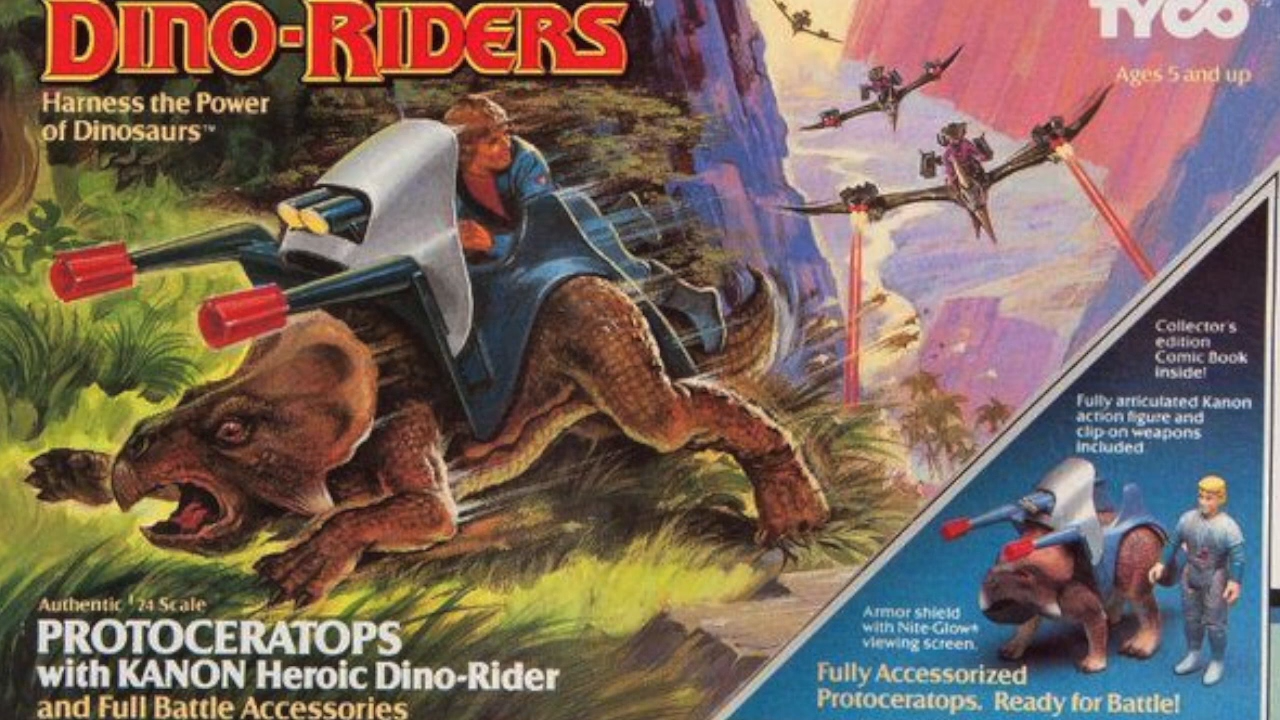 DINO-RIDERS
Harness the Power
of Dinosaurs™
TYCO
Ages 5 and up
Collector's
edition
Comic Book
Inside!
Fully articulated Kanon
action figure and
clip-on weapons
included
Armor shield
with Nite-Glow®
viewing screen.
Fully Accessorized
Protoceratops. Ready for Battle!
Authentic 1/24 Scale
PROTOCERATOPS
with KANON Heroic Dino-Rider
and Full Battle Accessories